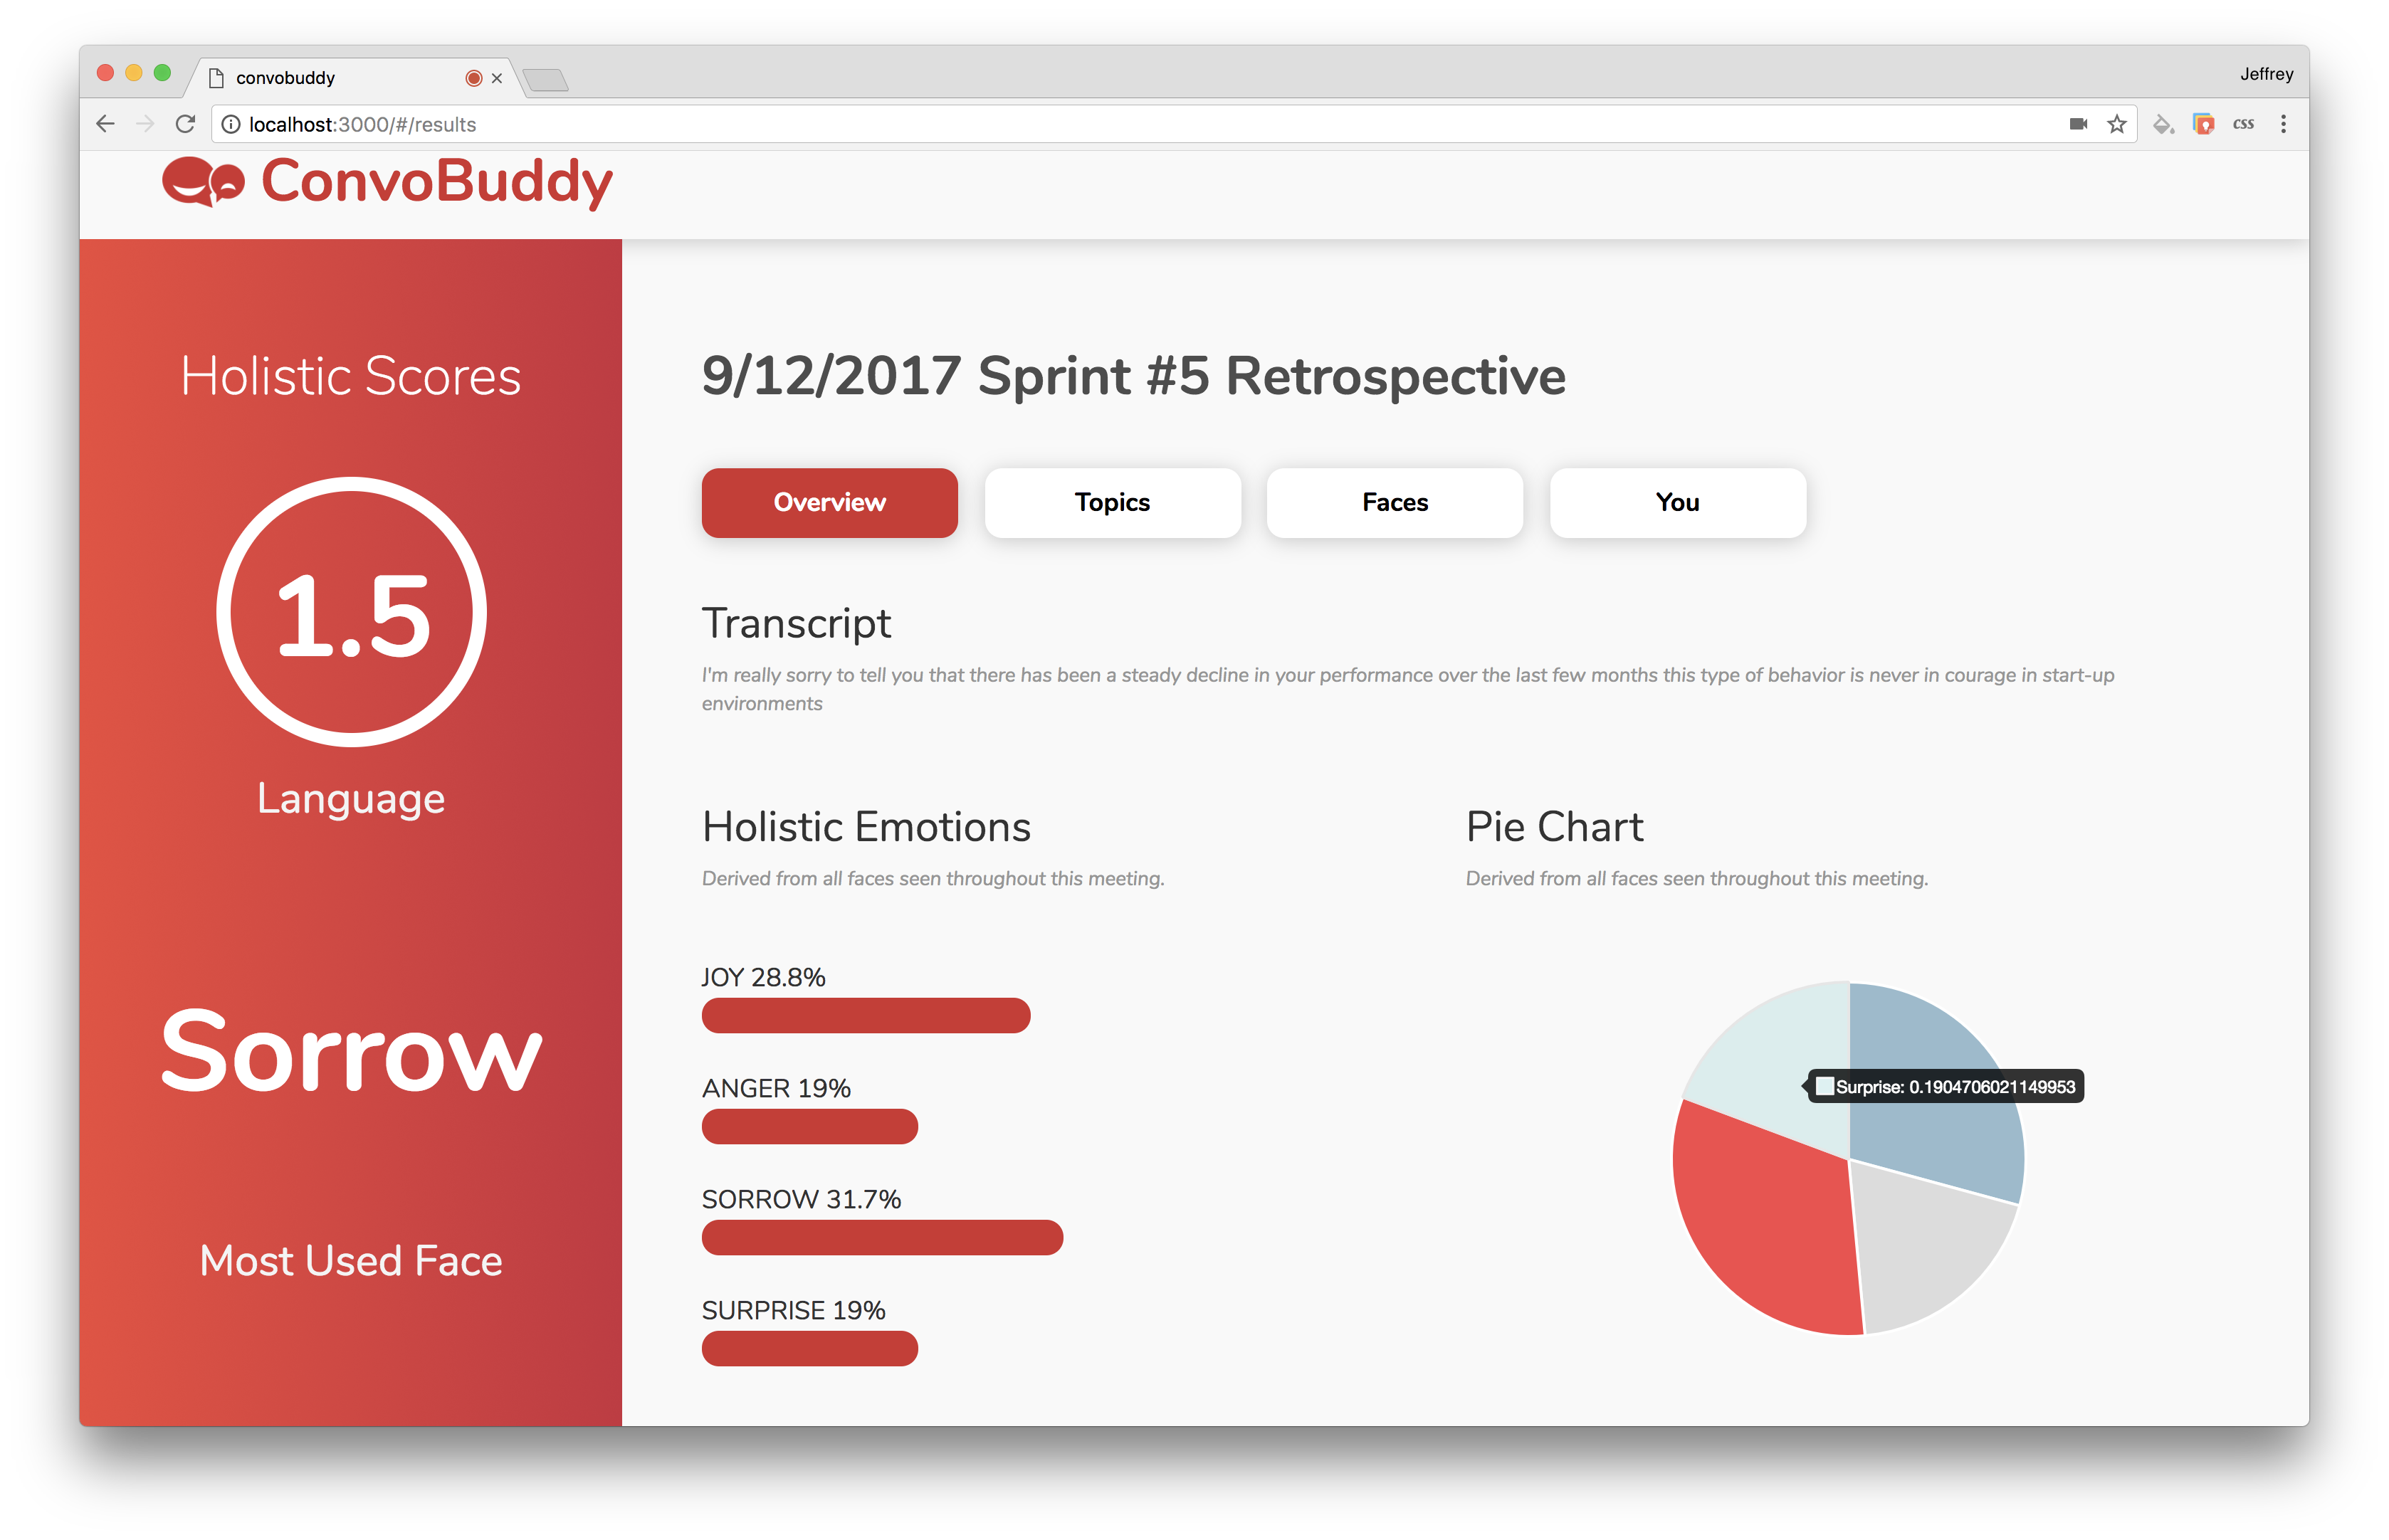 convobuddy
Jeffrey
localhost:3000/#/results
css
ConvoBuddy
Holistic Scores
1.5
Language
Sorrow
Most Used Face
9/12/2017 Sprint #5 Retrospective
Overview
Topics
Faces
You
Transcript
I'm really sorry to tell you that there has been a steady decline in your performance over the last few months this type of behavior is never in courage in start-up
environments
Holistic Emotions
Derived from all faces seen throughout this meeting.
JOY 28.8%
ANGER 19%
SORROW 31.7%
SURPRISE 19%
Pie Chart
Derived from all faces seen throughout this meeting.
Surprise: 0.1904706021149953